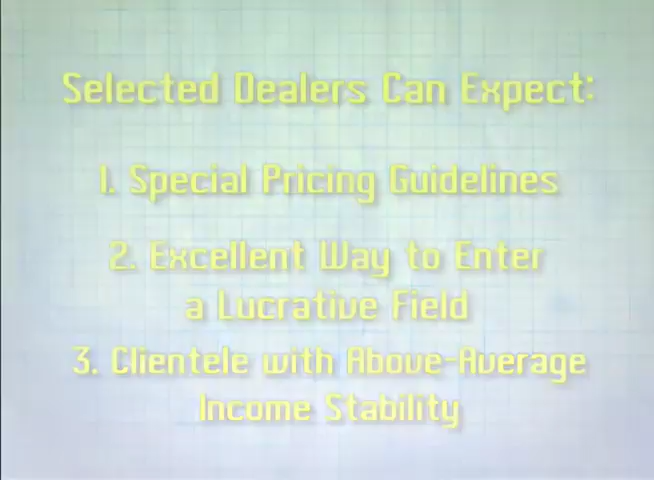 Selected Dealers Can Expect:
1. Special Pricing Guidelines
2. Excellent Way to Enter
a Lucrative Field
3. Clientele with Above-Average
Income Stability